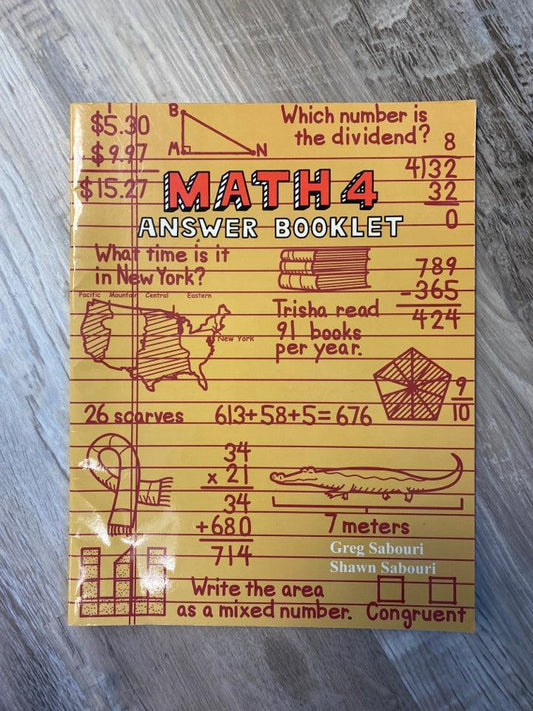 1
$5.30
$9.97
$15.27
B
M
N
Which number is
the dividend?
8
4)32
32
0
MATH 4
ANSWER BOOKLET
What time is it
in New York?
Pacific Mountain Central Eastern
New York
Trisha read
91 books
per year.
789
-365
424
9
10
26 scarves
613+58+5=676
34
x 21
34
+680
714
7 meters
Greg Sabouri
Shawn Sabouri
Write the area
as a mixed number.
Congruent